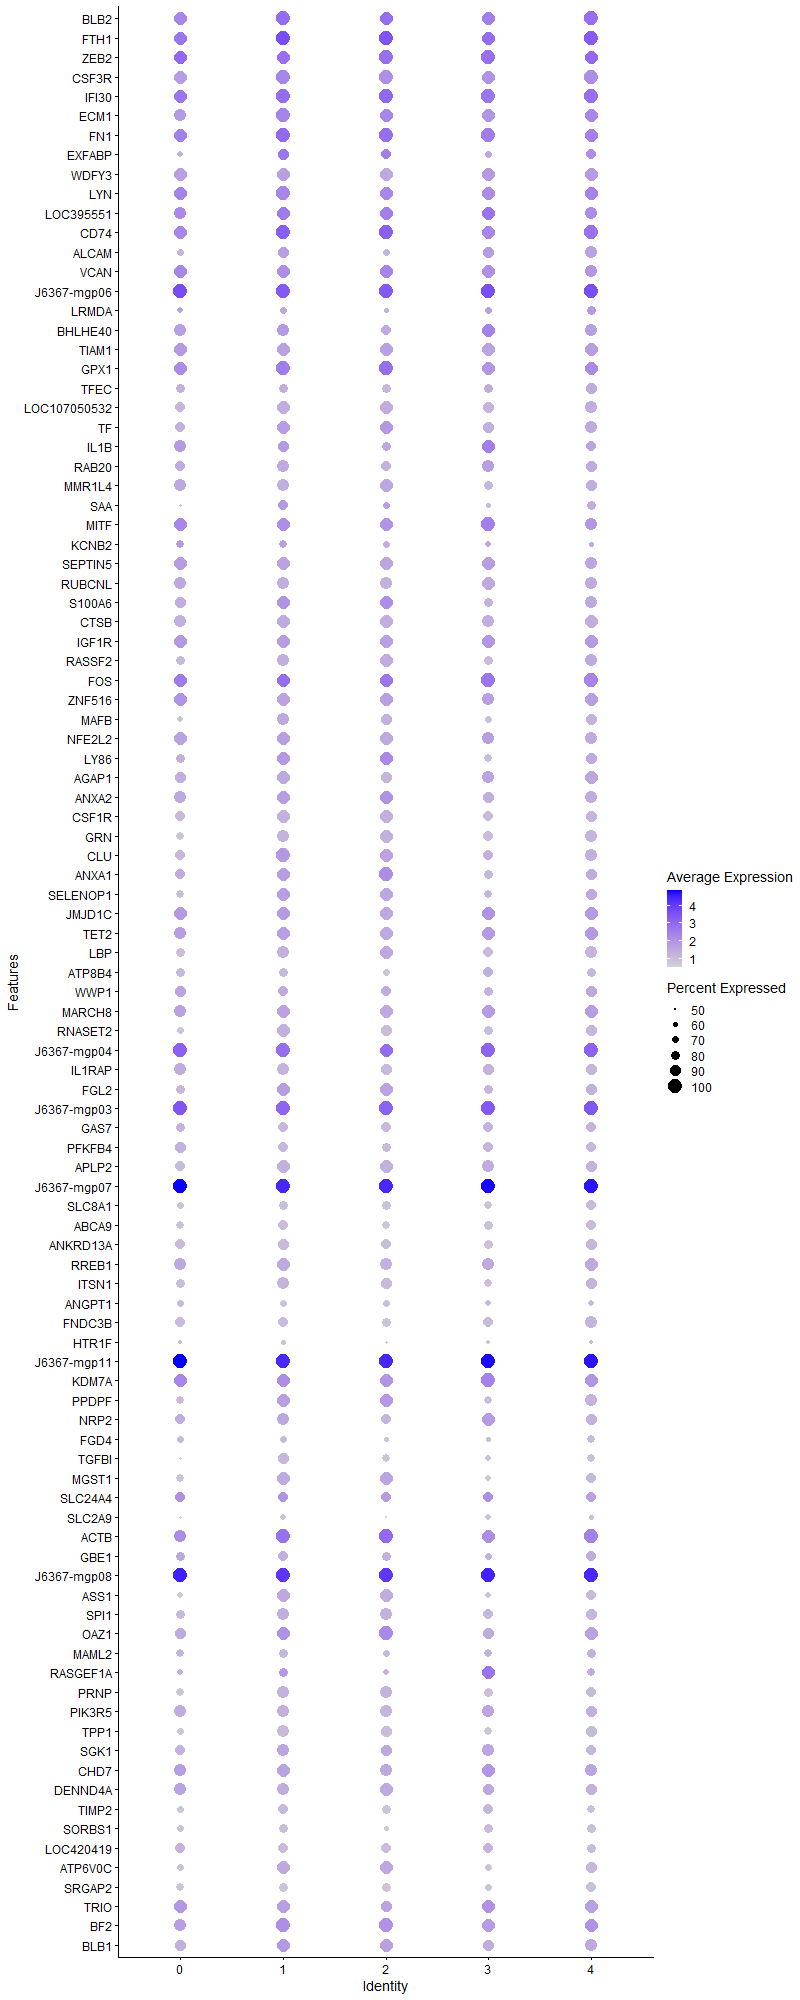 BLB2
FTH1
ZEB2
CSF3R
IFI30
ECM1
FN1
EXFABP
WDFY3
LYN
LOC395551
CD74
ALCAM
VCAN
J6367-mgp06
LRMDA
BHLHE40
TIAM1
GPX1
TFEC
LOC107050532
TF
IL1B
RAB20
MMR1L4
SAA
MITF
KCNB2
SEPTIN5
RUBCNL
S100A6
CTSB
IGF1R
RASSF2
FOS
ZNF516
MAFB
NFE2L2
LY86
AGAP1
ANXA2
CSF1R
GRN
CLU
ANXA1
SELENOP1
JMJD1C
TET2
LBP
ATP8B4
WWP1
MARCH8
RNASET2
J6367-mgp04
IL1RAP
FGL2
J6367-mgp03
GAS7
PFKFB4
APLP2
J6367-mgp07
SLC8A1
ABCA9
ANKRD13A
RREB1
ITSN1
ANGPT1
FNDC3B
HTR1F
J6367-mgp11
KDM7A
PPDPF
NRP2
FGD4
TGFBI
MGST1
SLC24A4
SLC2A9
ACTB
GBE1
J6367-mgp08
ASS1
SPI1
OAZ1
MAML2
RASGEF1A
PRNP
PIK3R5
TPP1
SGK1
CHD7
DENND4A
TIMP2
SORBS1
LOC420419
ATP6V0C
SRGAP2
TRIO
BF2
BLB1
Features
0 1 2 3 4
Identity
Average Expression
4
3
2
1
Percent Expressed
50
60
70
80
90
100